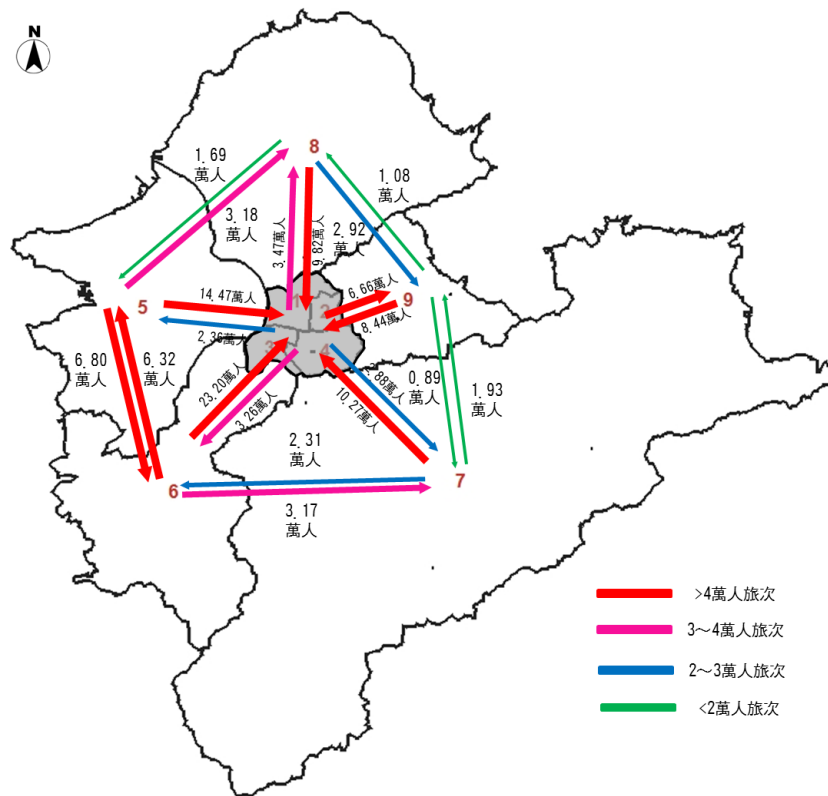 N
8
1.69
萬人
1.08
萬人
3.18
萬人
3.47萬人
9.82萬人
2.92
萬人
5
14.47萬人
1
2
6.66萬人
9
8.44萬人
2.36萬人
3
4
6.80
萬人
6.32
萬人
23.20萬人
3.26萬人
2.88萬人
10.27萬人
0.89
萬人
1.93
萬人
2.31
萬人
6
7
3.17
萬人
>4萬人旅次
3~4萬人旅次
2~3萬人旅次
<2萬人旅次